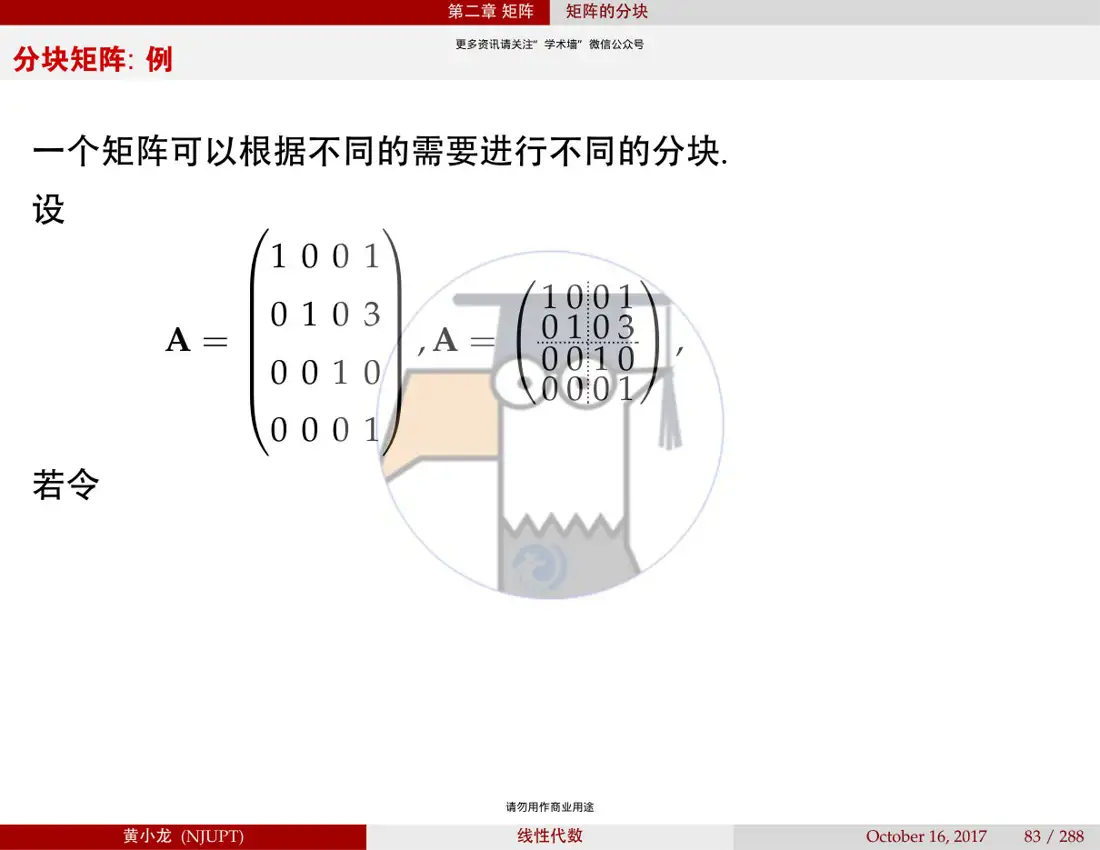 第二章 矩阵 矩阵的分块
更多资讯请关注“学术墙”微信公众号
分块矩阵: 例
一个矩阵可以根据不同的需要进行不同的分块.
设
A = ( 1 0 0 1
0 1 0 3
0 0 1 0
0 0 0 1 ) , A = ( 1 0 0 1
0 1 0 3
0 0 1 0
0 0 0 1 ) ,
若令
请勿用作商业用途
黄小龙 (NJUPT) 线性代数 October 16, 2017 83 / 288